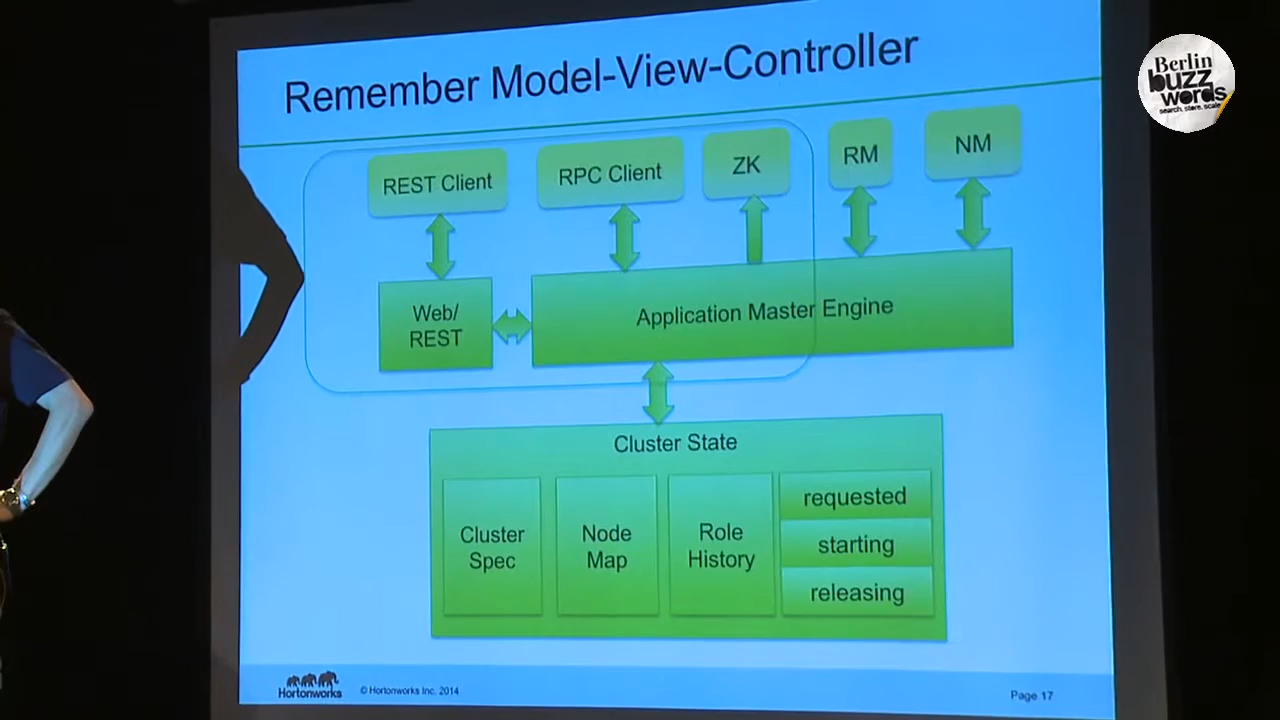 Remember Model-View-Controller
Berlin
buzz
words
search. store. scale.
REST Client
RPC Client
ZK
RM
NM
Web/
REST
Application Master Engine
Cluster State
Cluster
Spec
Node
Map
Role
History
requested
starting
releasing
Hortonworks
© Hortonworks Inc. 2014
Page 17